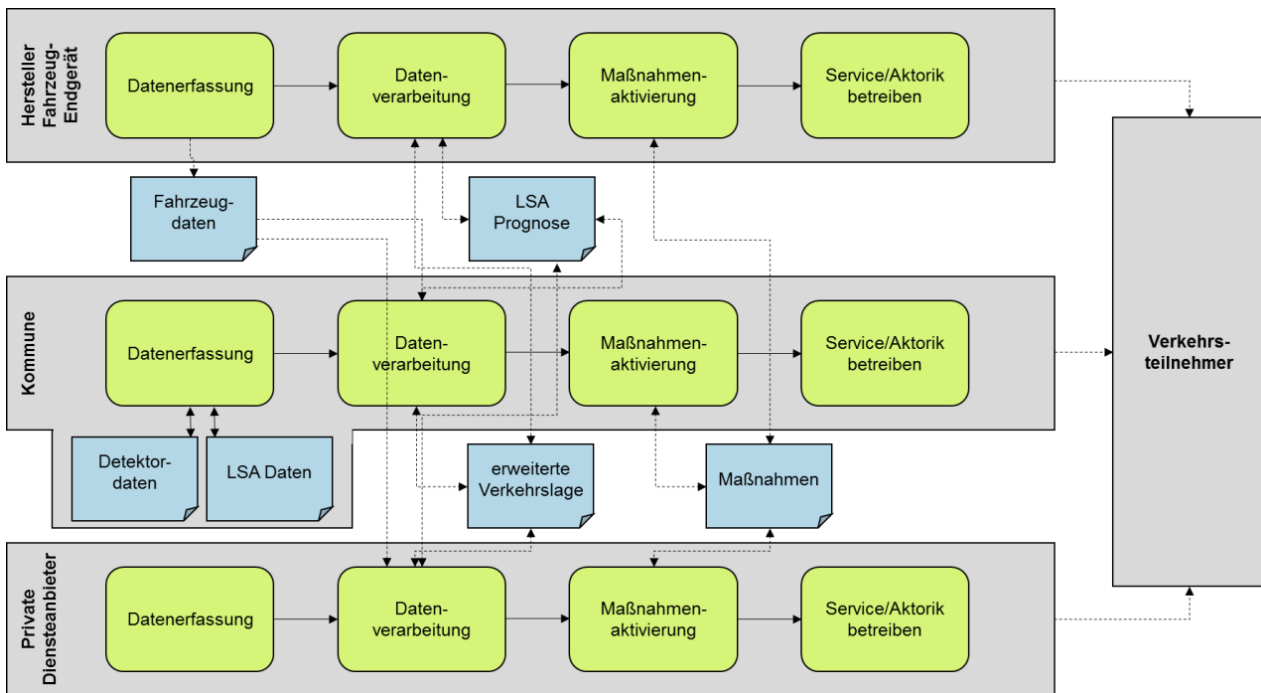 Hersteller
Fahrzeug-
Endgerät
Datenerfassung
Daten-
verarbeitung
Maßnahmen-
aktivierung
Service/Aktorik
betreiben
Fahrzeug-
daten
LSA
Prognose
Kommune
Datenerfassung
Daten-
verarbeitung
Maßnahmen-
aktivierung
Service/Aktorik
betreiben
Verkehrs-
teilnehmer
Detektor-
daten
LSA Daten
erweiterte
Verkehrslage
Maßnahmen
Private
Diensteanbieter
Datenerfassung
Daten-
verarbeitung
Maßnahmen-
aktivierung
Service/Aktorik
betreiben